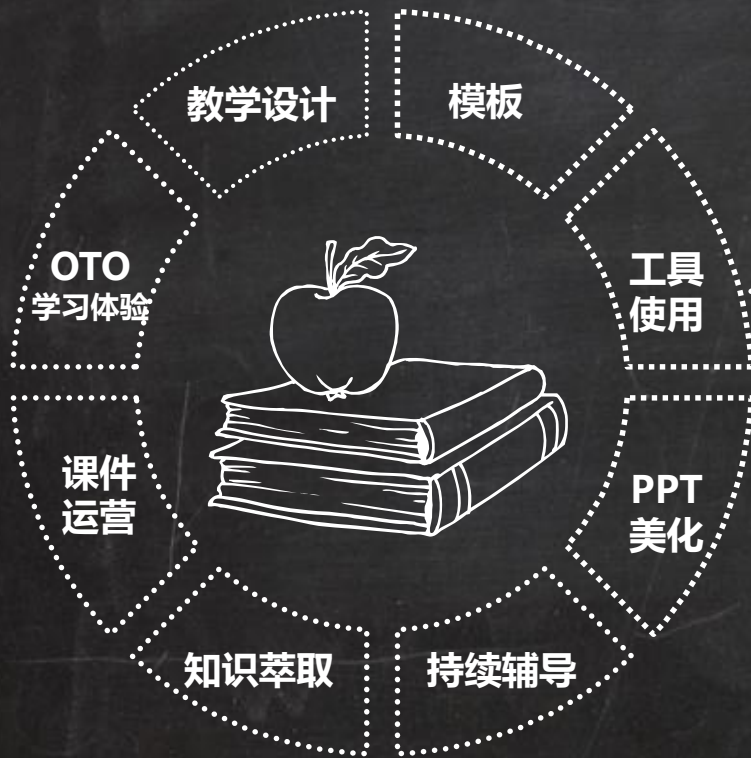 教学设计
模板
工具
使用
PPT
美化
持续辅导
知识萃取
课件
运营
OTO
学习体验